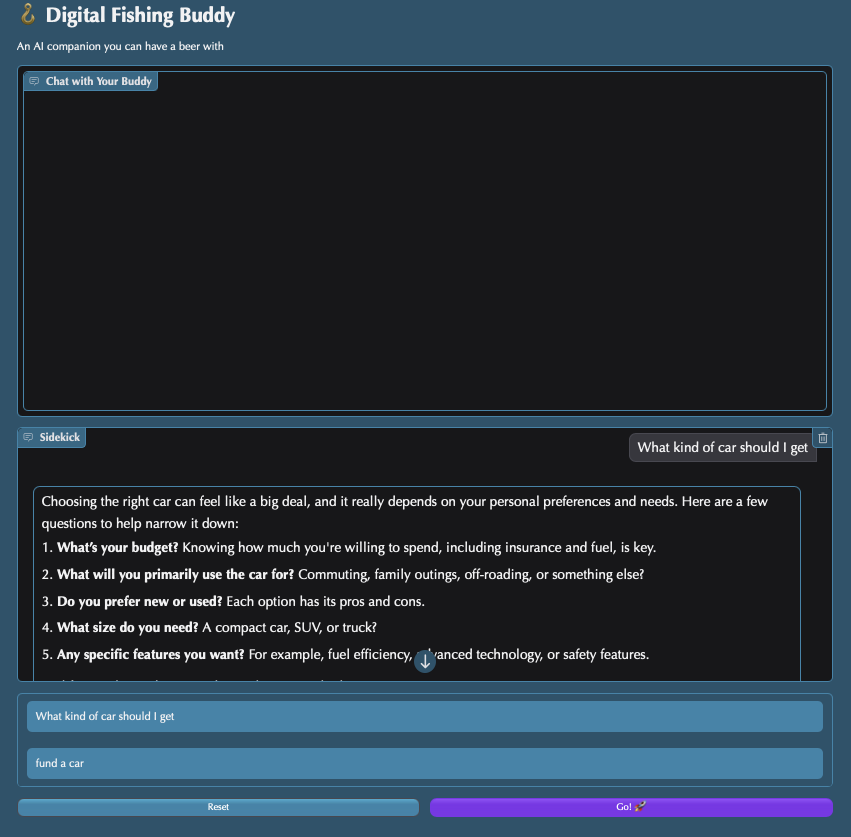 Digital Fishing Buddy
An AI companion you can have a beer with
Chat with Your Buddy
Sidekick
What kind of car should I get
Choosing the right car can feel like a big deal, and it really depends on your personal preferences and needs. Here are a few
questions to help narrow it down:
1. What's your budget? Knowing how much you're willing to spend, including insurance and fuel, is key.
2. What will you primarily use the car for? Commuting, family outings, off-roading, or something else?
3. Do you prefer new or used? Each option has its pros and cons.
4. What size do you need? A compact car, SUV, or truck?
5. Any specific features you want? For example, fuel efficiency, advanced technology, or safety features.
What kind of car should I get
fund a car
Reset
Go! 🚀